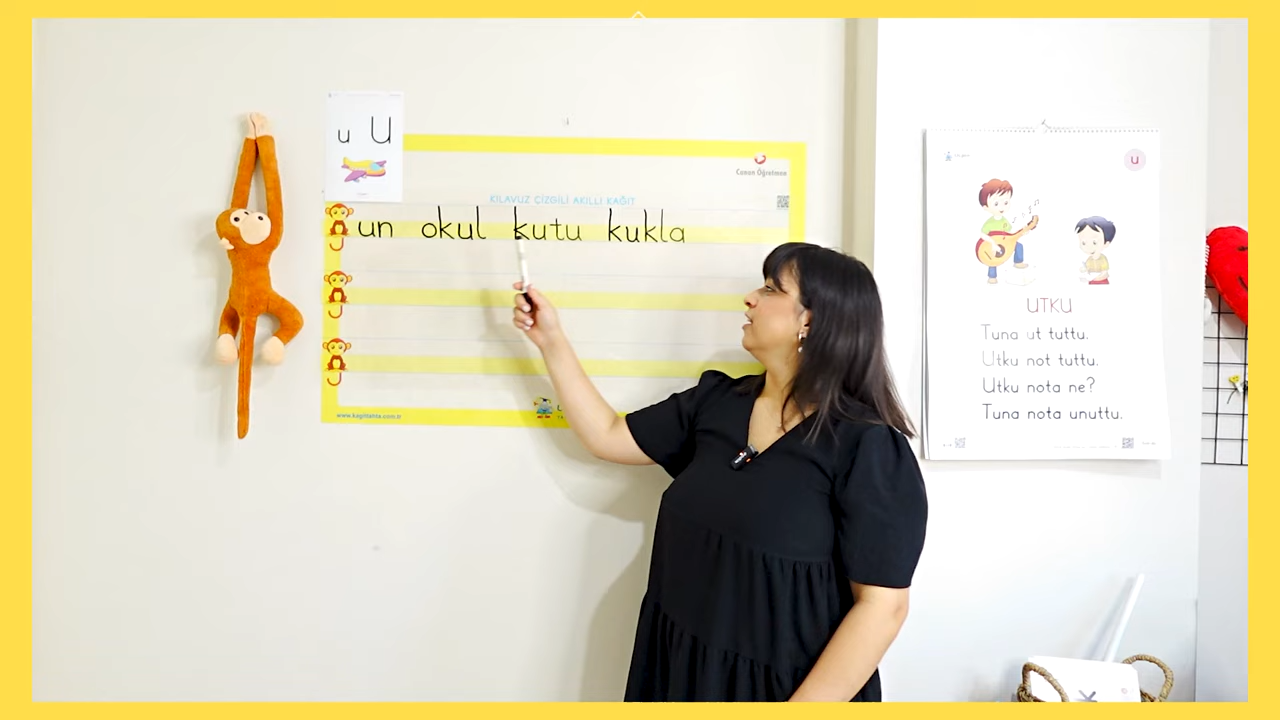 u U
Canan Öğretmen
KILAVUZ ÇİZGİLİ AKILLI KAĞIT
un okul kutu kukla
www.kagittahta.com.tr
u
UTKU
Tuna ut tuttu.
Utku not tuttu.
Utku nota ne?
Tuna nota unuttu.